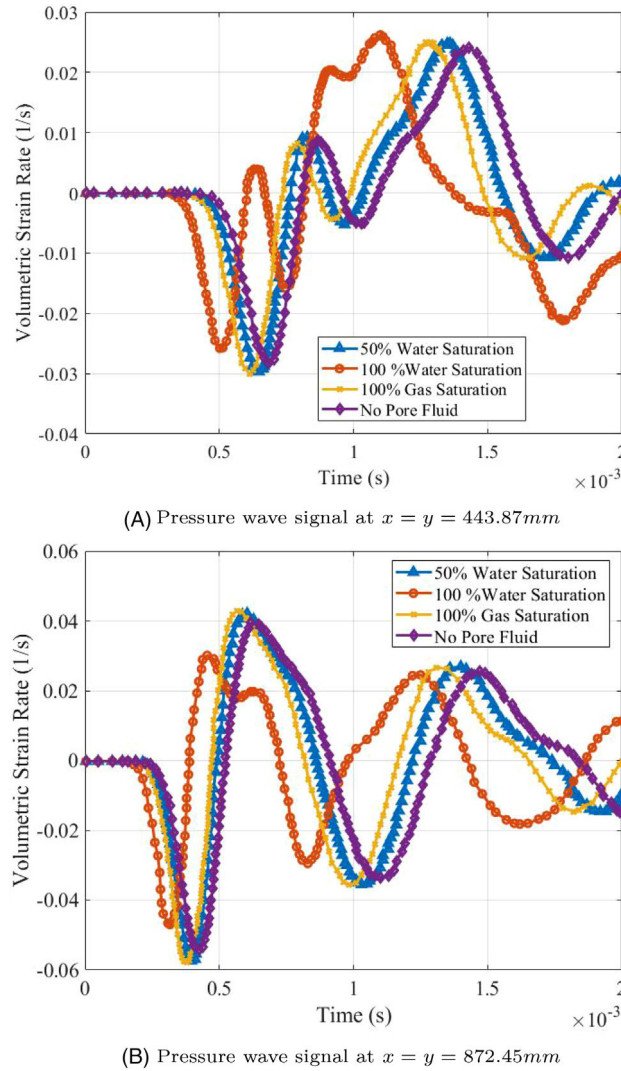 0.03
0.02
0.01
0
-0.01
-0.02
-0.03
-0.04
Volumetric Strain Rate (1/s)
50% Water Saturation
100 %Water Saturation
100% Gas Saturation
No Pore Fluid
0 0.5 1 1.5 2
Time (s)
×10⁻³
(A) Pressure wave signal at x = y = 443.87mm
0.06
0.04
0.02
0
-0.02
-0.04
-0.06
Volumetric Strain Rate (1/s)
50% Water Saturation
100 %Water Saturation
100% Gas Saturation
No Pore Fluid
0 0.5 1 1.5 2
Time (s)
×10⁻³
(B) Pressure wave signal at x = y = 872.45mm